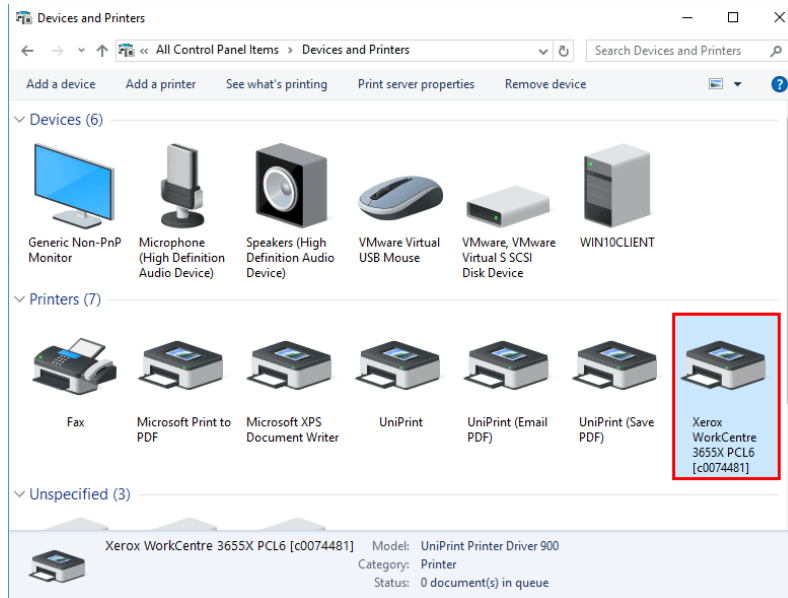 Devices and Printers
« All Control Panel Items › Devices and Printers
Search Devices and Printers
Add a device Add a printer See what's printing Print server properties Remove device
Devices (6)
Generic Non-PnP
Monitor
Microphone
(High Definition
Audio Device)
Speakers (High
Definition Audio
Device)
VMware Virtual
USB Mouse
VMware, VMware
Virtual S SCSI
Disk Device
WIN10CLIENT
Printers (7)
Fax
Microsoft Print to
PDF
Microsoft XPS
Document Writer
UniPrint
UniPrint (Email
PDF)
UniPrint (Save
PDF)
Xerox
WorkCentre
3655X PCL6
[c0074481]
Unspecified (3)
Xerox WorkCentre 3655X PCL6 [c0074481] Model: UniPrint Printer Driver 900
Category: Printer
Status: 0 document(s) in queue